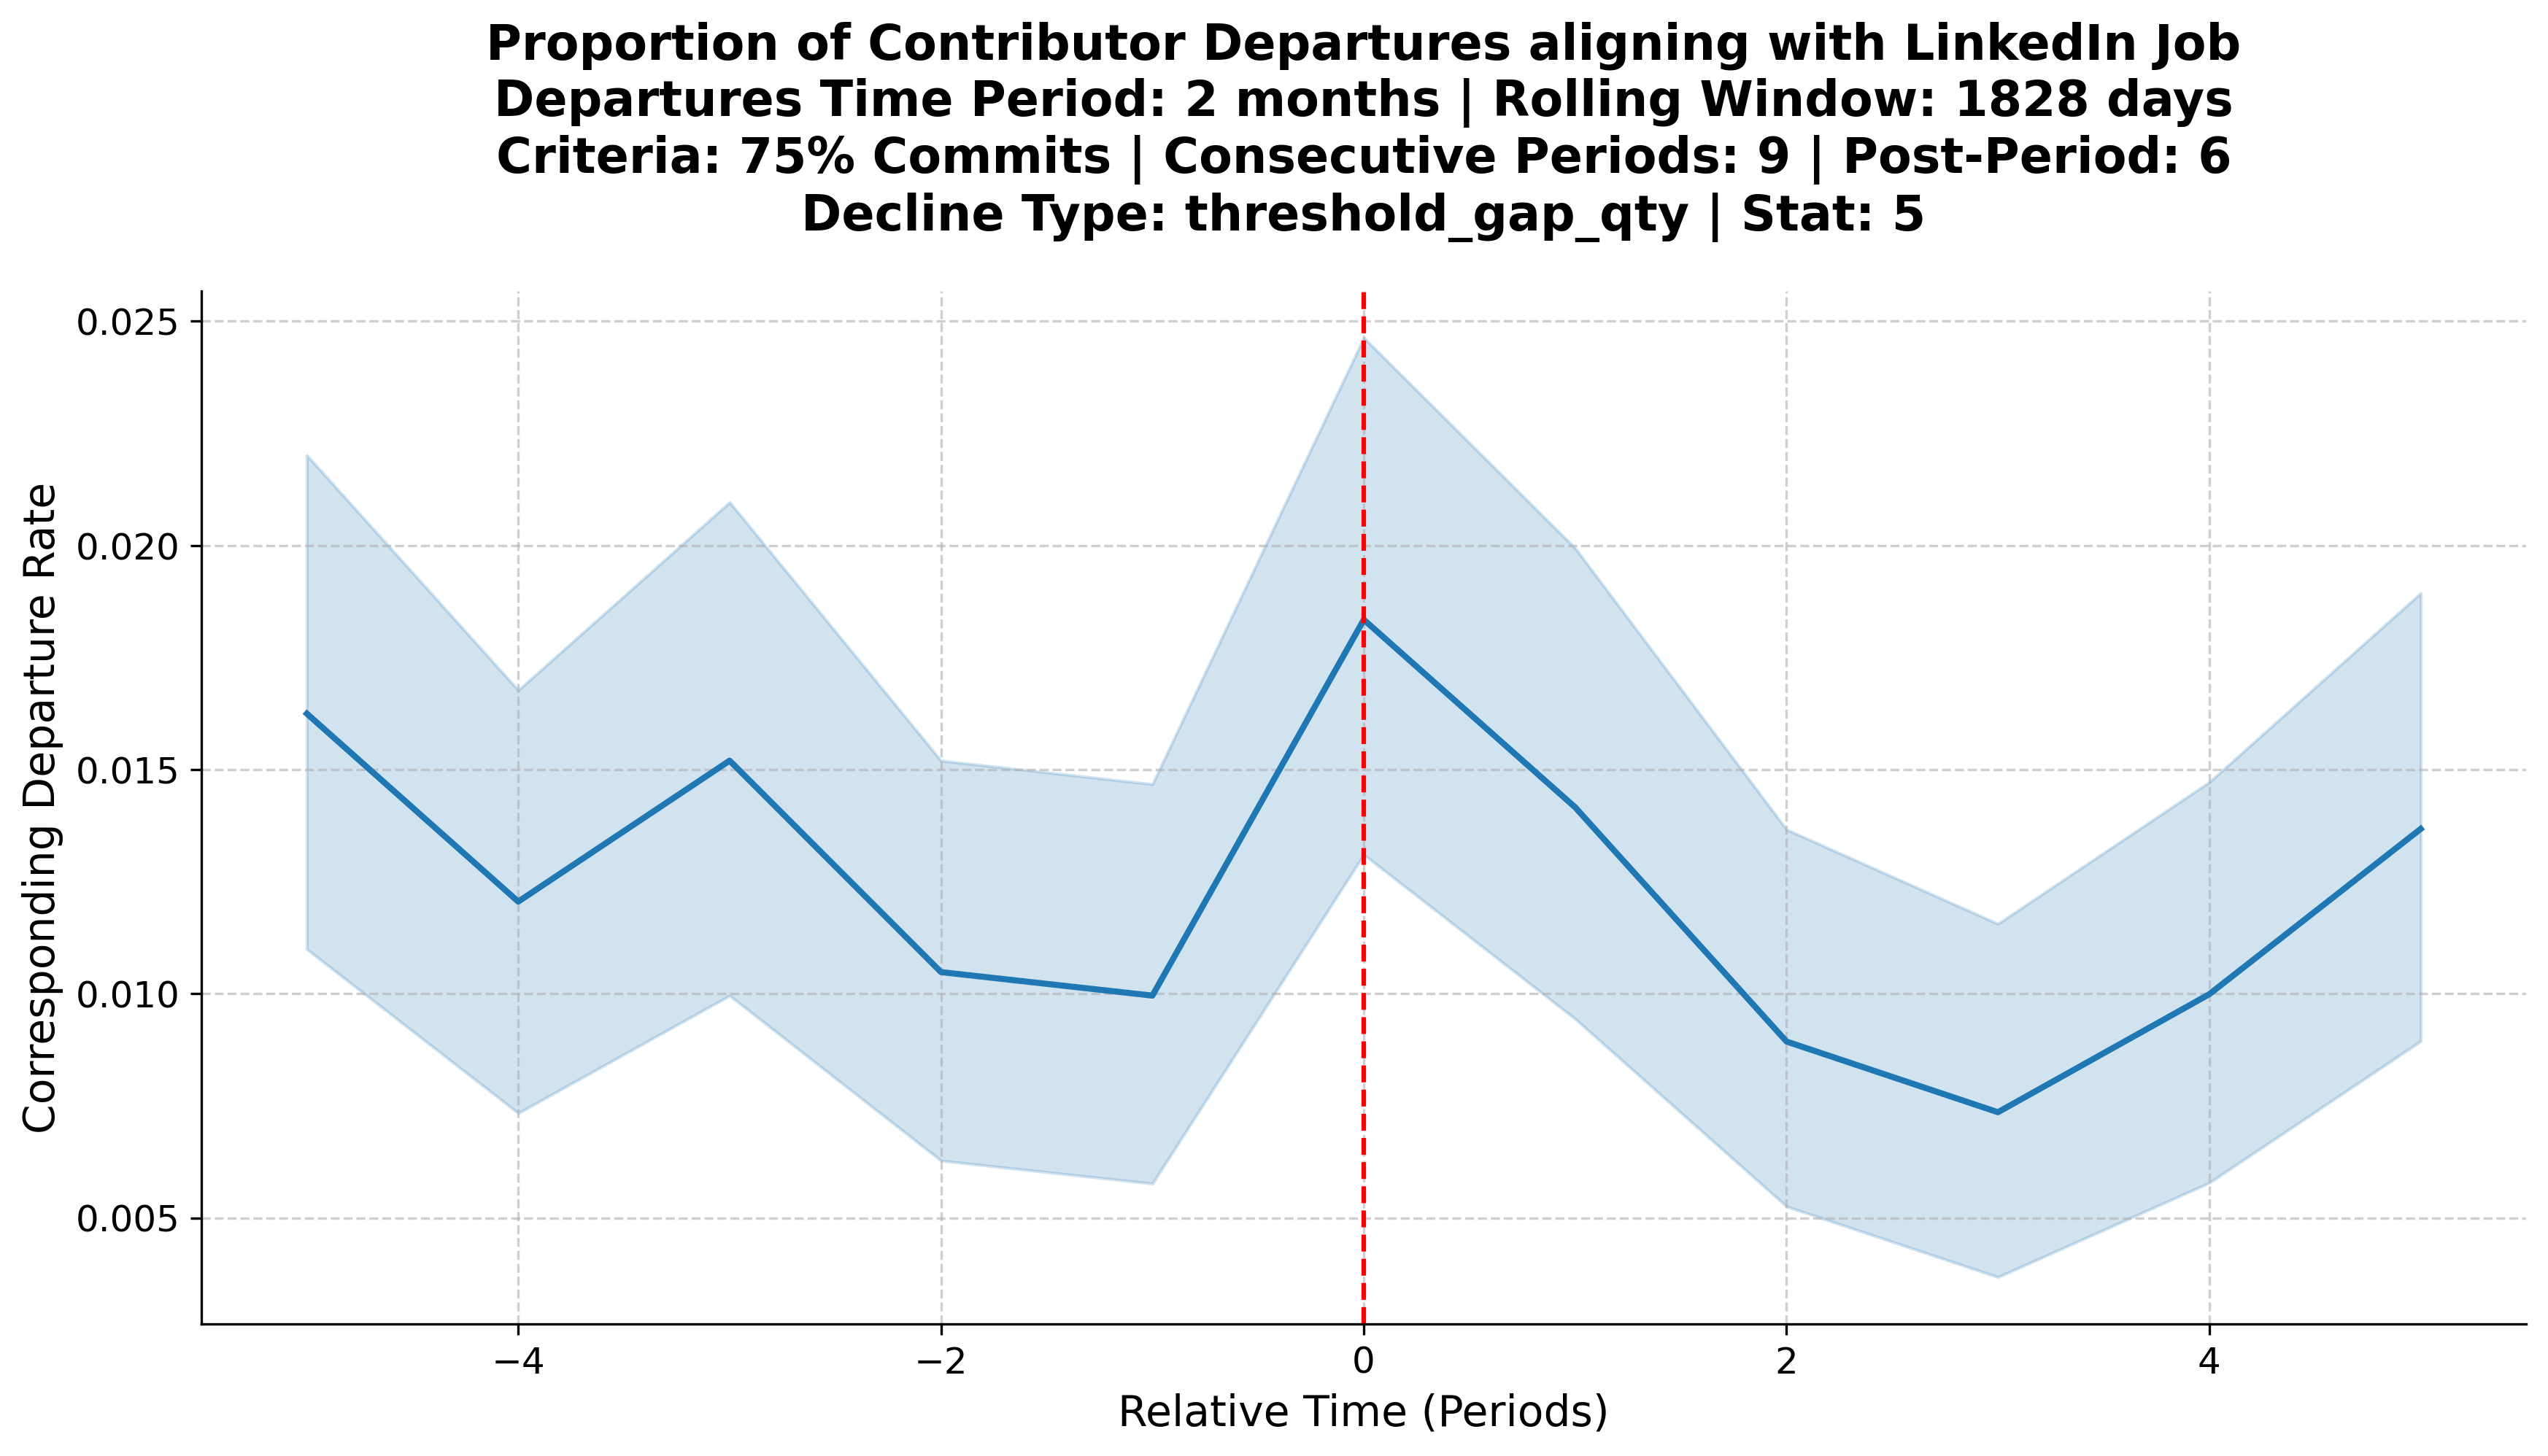 Proportion of Contributor Departures aligning with LinkedIn Job
Departures Time Period: 2 months | Rolling Window: 1828 days
Criteria: 75% Commits | Consecutive Periods: 9 | Post-Period: 6
Decline Type: threshold_gap_qty | Stat: 5
0.025
0.020
0.015
0.010
0.005
Corresponding Departure Rate
−4
−2
0
2
4
Relative Time (Periods)